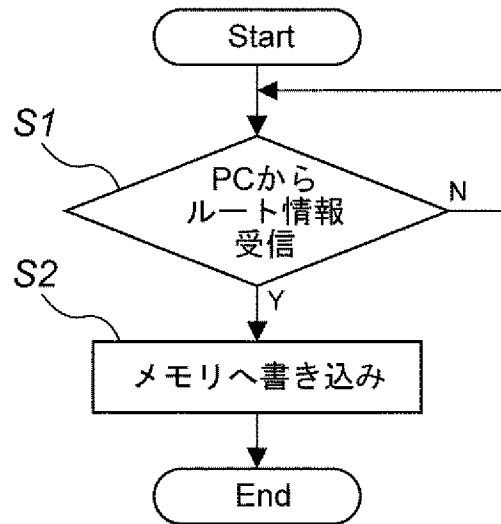 Start
S1
PCから
ルート情報
受信
N
Y
S2
メモリへ書き込み
End